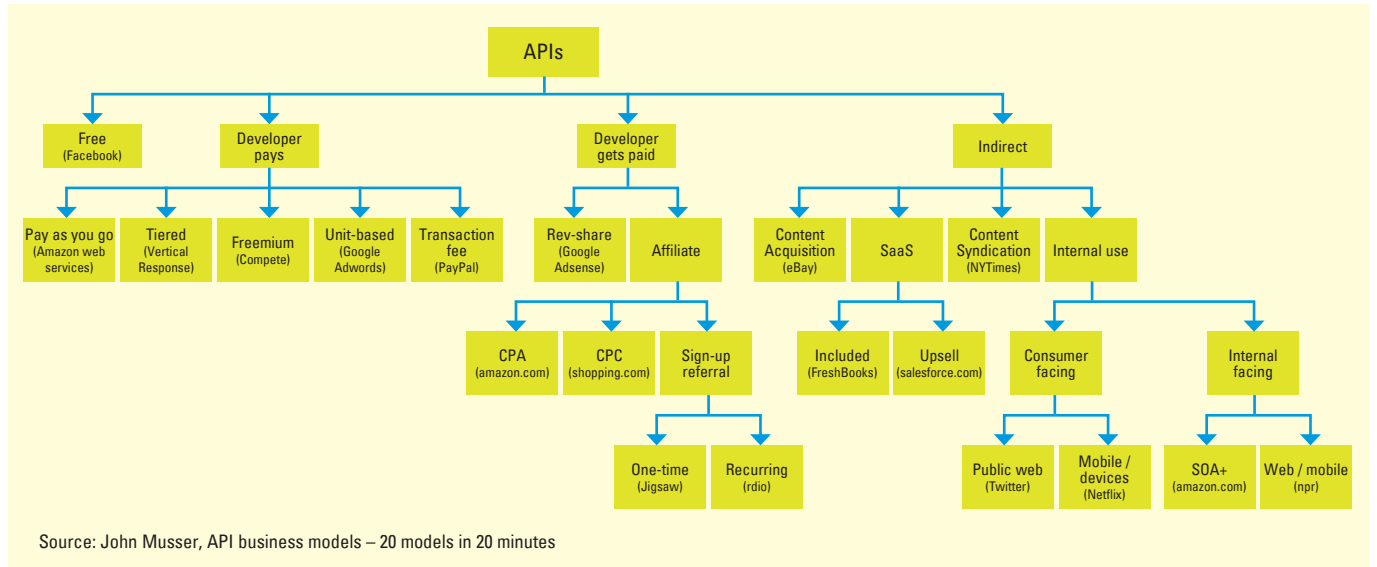 APIs
Free
(Facebook)
Developer
pays
Developer
gets paid
Indirect
Pay as you go
(Amazon web
services)
Tiered
(Vertical
Response)
Freemium
(Compete)
Unit-based
(Google
Adwords)
Transaction
fee
(PayPal)
Rev-share
(Google
Adsense)
Affiliate
Content
Acquisition
(eBay)
SaaS
Content
Syndication
(NYTimes)
Internal use
CPA
(amazon.com)
CPC
(shopping.com)
Sign-up
referral
Included
(FreshBooks)
Upsell
(salesforce.com)
Consumer
facing
Internal
facing
One-time
(Jigsaw)
Recurring
(rdio)
Public web
(Twitter)
Mobile /
devices
(Netflix)
SOA+
(amazon.com)
Web / mobile
(npr)
Source: John Musser, API business models – 20 models in 20 minutes